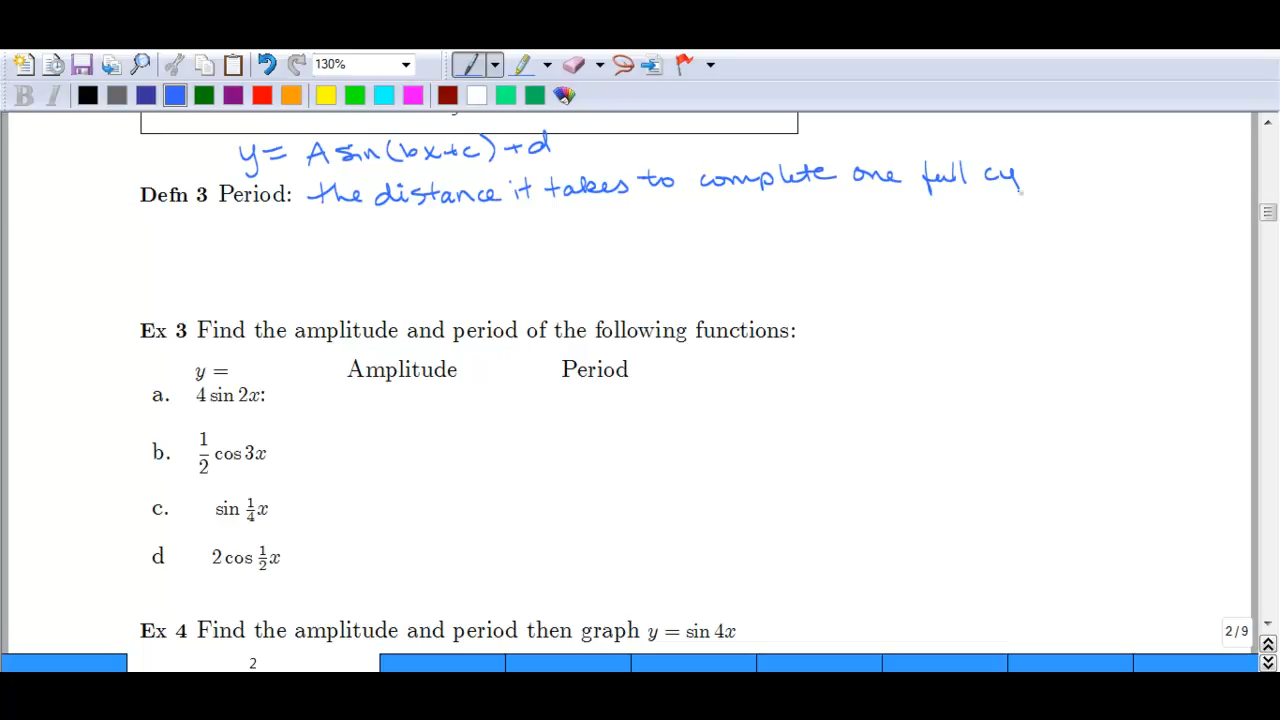 130%
B I
y = A sin(bx+c) + d
Defn 3 Period: the distance it takes to complete one full cy
Ex 3 Find the amplitude and period of the following functions:
y = Amplitude Period
a. 4 sin 2x:
b. 1/2 cos 3x
c. sin 1/4 x
d 2 cos 1/2 x
Ex 4 Find the amplitude and period then graph y = sin 4x
2 / 9
2